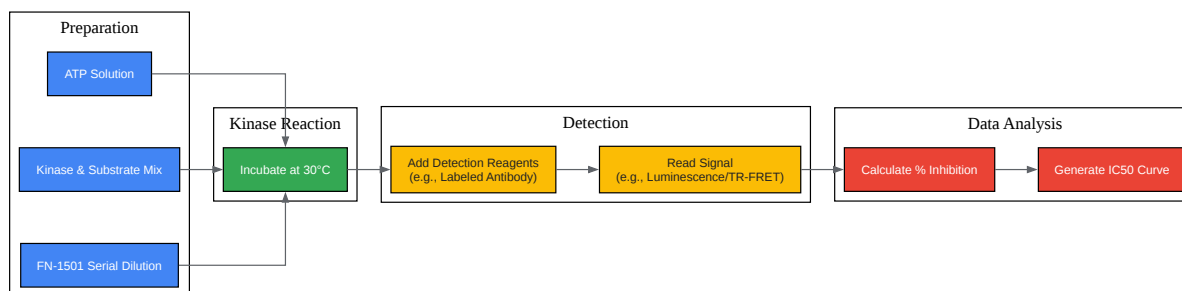 Preparation
ATP Solution
Kinase & Substrate Mix
FN-1501 Serial Dilution
Kinase Reaction
Incubate at 30°C
Detection
Add Detection Reagents
(e.g., Labeled Antibody)
Read Signal
(e.g., Luminescence/TR-FRET)
Data Analysis
Calculate % Inhibition
Generate IC50 Curve